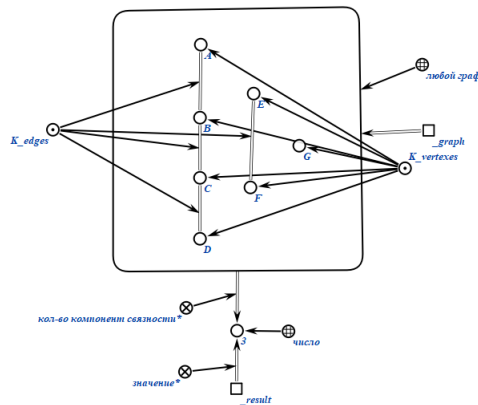 A
любой граф
E
B
_graph
K_edges
G
K_vertexes
C
F
D
кол-во компонент связности*
3
число
значение*
_result